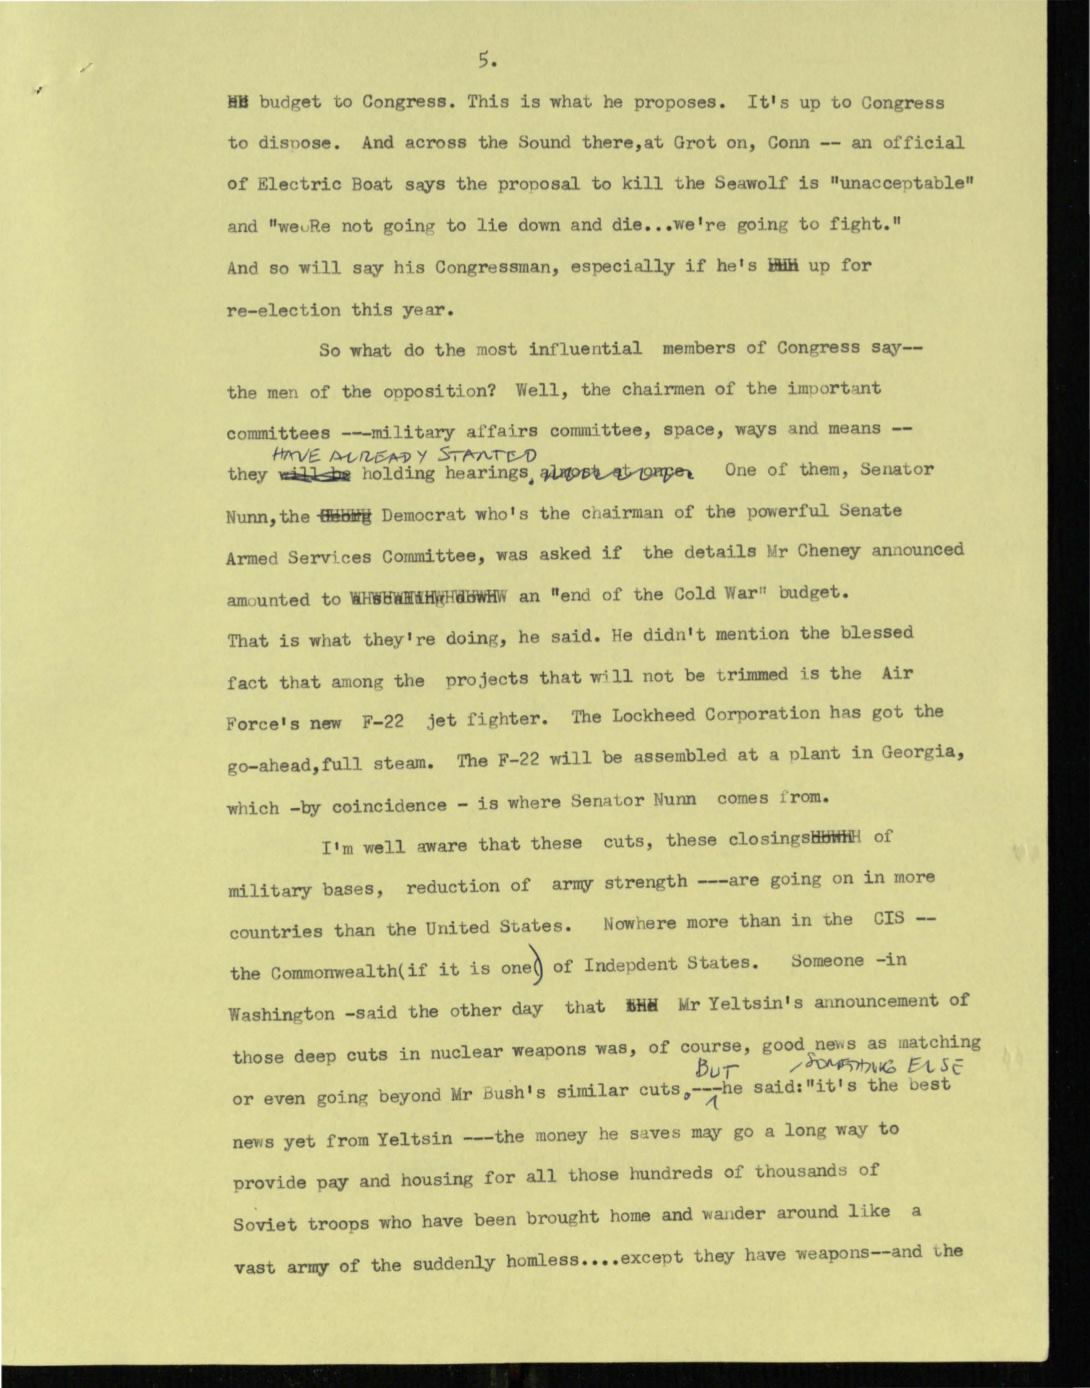 5.
budget to Congress. This is what he proposes. It's up to Congress
to dispose. And across the Sound there,at Grot on, Conn -- an official
of Electric Boat says the proposal to kill the Seawolf is "unacceptable"
and "weuRe not going to lie down and die...we're going to fight."
And so will say his Congressman, especially if he's up for
re-election this year.
So what do the most influential members of Congress say--
the men of the opposition? Well, the chairmen of the important
committees ---military affairs committee, space, ways and means --
HAVE ALREADY STARTED
they will be holding hearings. almost at once. One of them, Senator
Nunn,the Democrat who's the chairman of the powerful Senate
Armed Services Committee, was asked if the details Mr Cheney announced
amounted to a scaling down an "end of the Cold War" budget.
That is what they're doing, he said. He didn't mention the blessed
fact that among the projects that will not be trimmed is the Air
Force's new F-22 jet fighter. The Lockheed Corporation has got the
go-ahead,full steam. The F-22 will be assembled at a plant in Georgia,
which -by coincidence - is where Senator Nunn comes from.
I'm well aware that these cuts, these closings of
military bases, reduction of army strength ---are going on in more
countries than the United States. Nowhere more than in the CIS --
the Commonwealth(if it is one) of Indepdent States. Someone -in
Washington -said the other day that the Mr Yeltsin's announcement of
those deep cuts in nuclear weapons was, of course, good news as matching
BUT SOMETHING ELSE
or even going beyond Mr Bush's similar cuts,---he said:"it's the best
news yet from Yeltsin ---the money he saves may go a long way to
provide pay and housing for all those hundreds of thousands of
Soviet troops who have been brought home and wander around like a
vast army of the suddenly homless....except they have weapons--and the